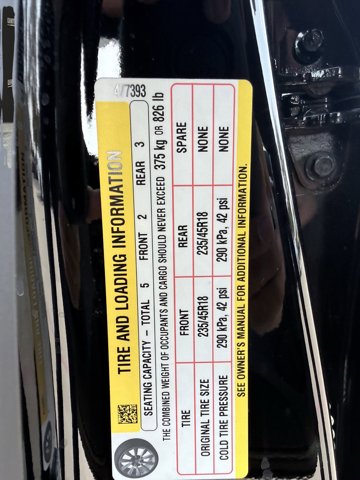 477393
TIRE AND LOADING INFORMATION
SEATING CAPACITY – TOTAL 5 FRONT 2 REAR 3
THE COMBINED WEIGHT OF OCCUPANTS AND CARGO SHOULD NEVER EXCEED 375 kg OR 826 lb
TIRE FRONT REAR SPARE
ORIGINAL TIRE SIZE 235/45R18 235/45R18 NONE
COLD TIRE PRESSURE 290 kPa, 42 psi 290 kPa, 42 psi NONE
SEE OWNER'S MANUAL FOR ADDITIONAL INFORMATION